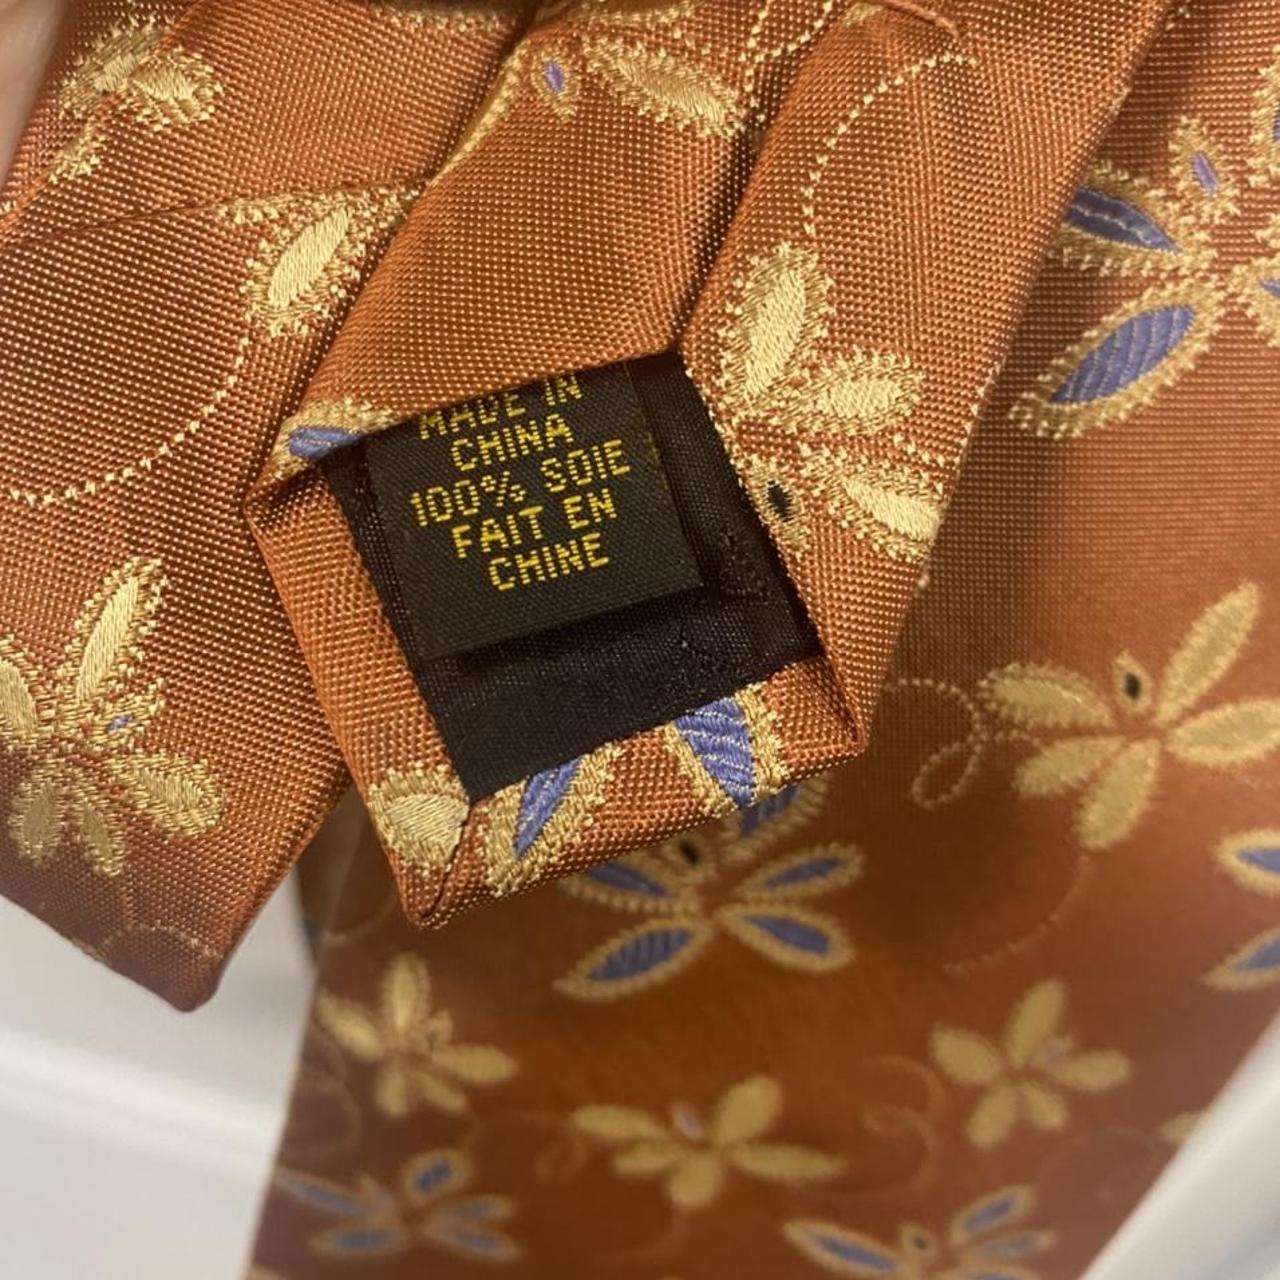 MADE IN
CHINA
100% SOIE
FAIT EN
CHINE